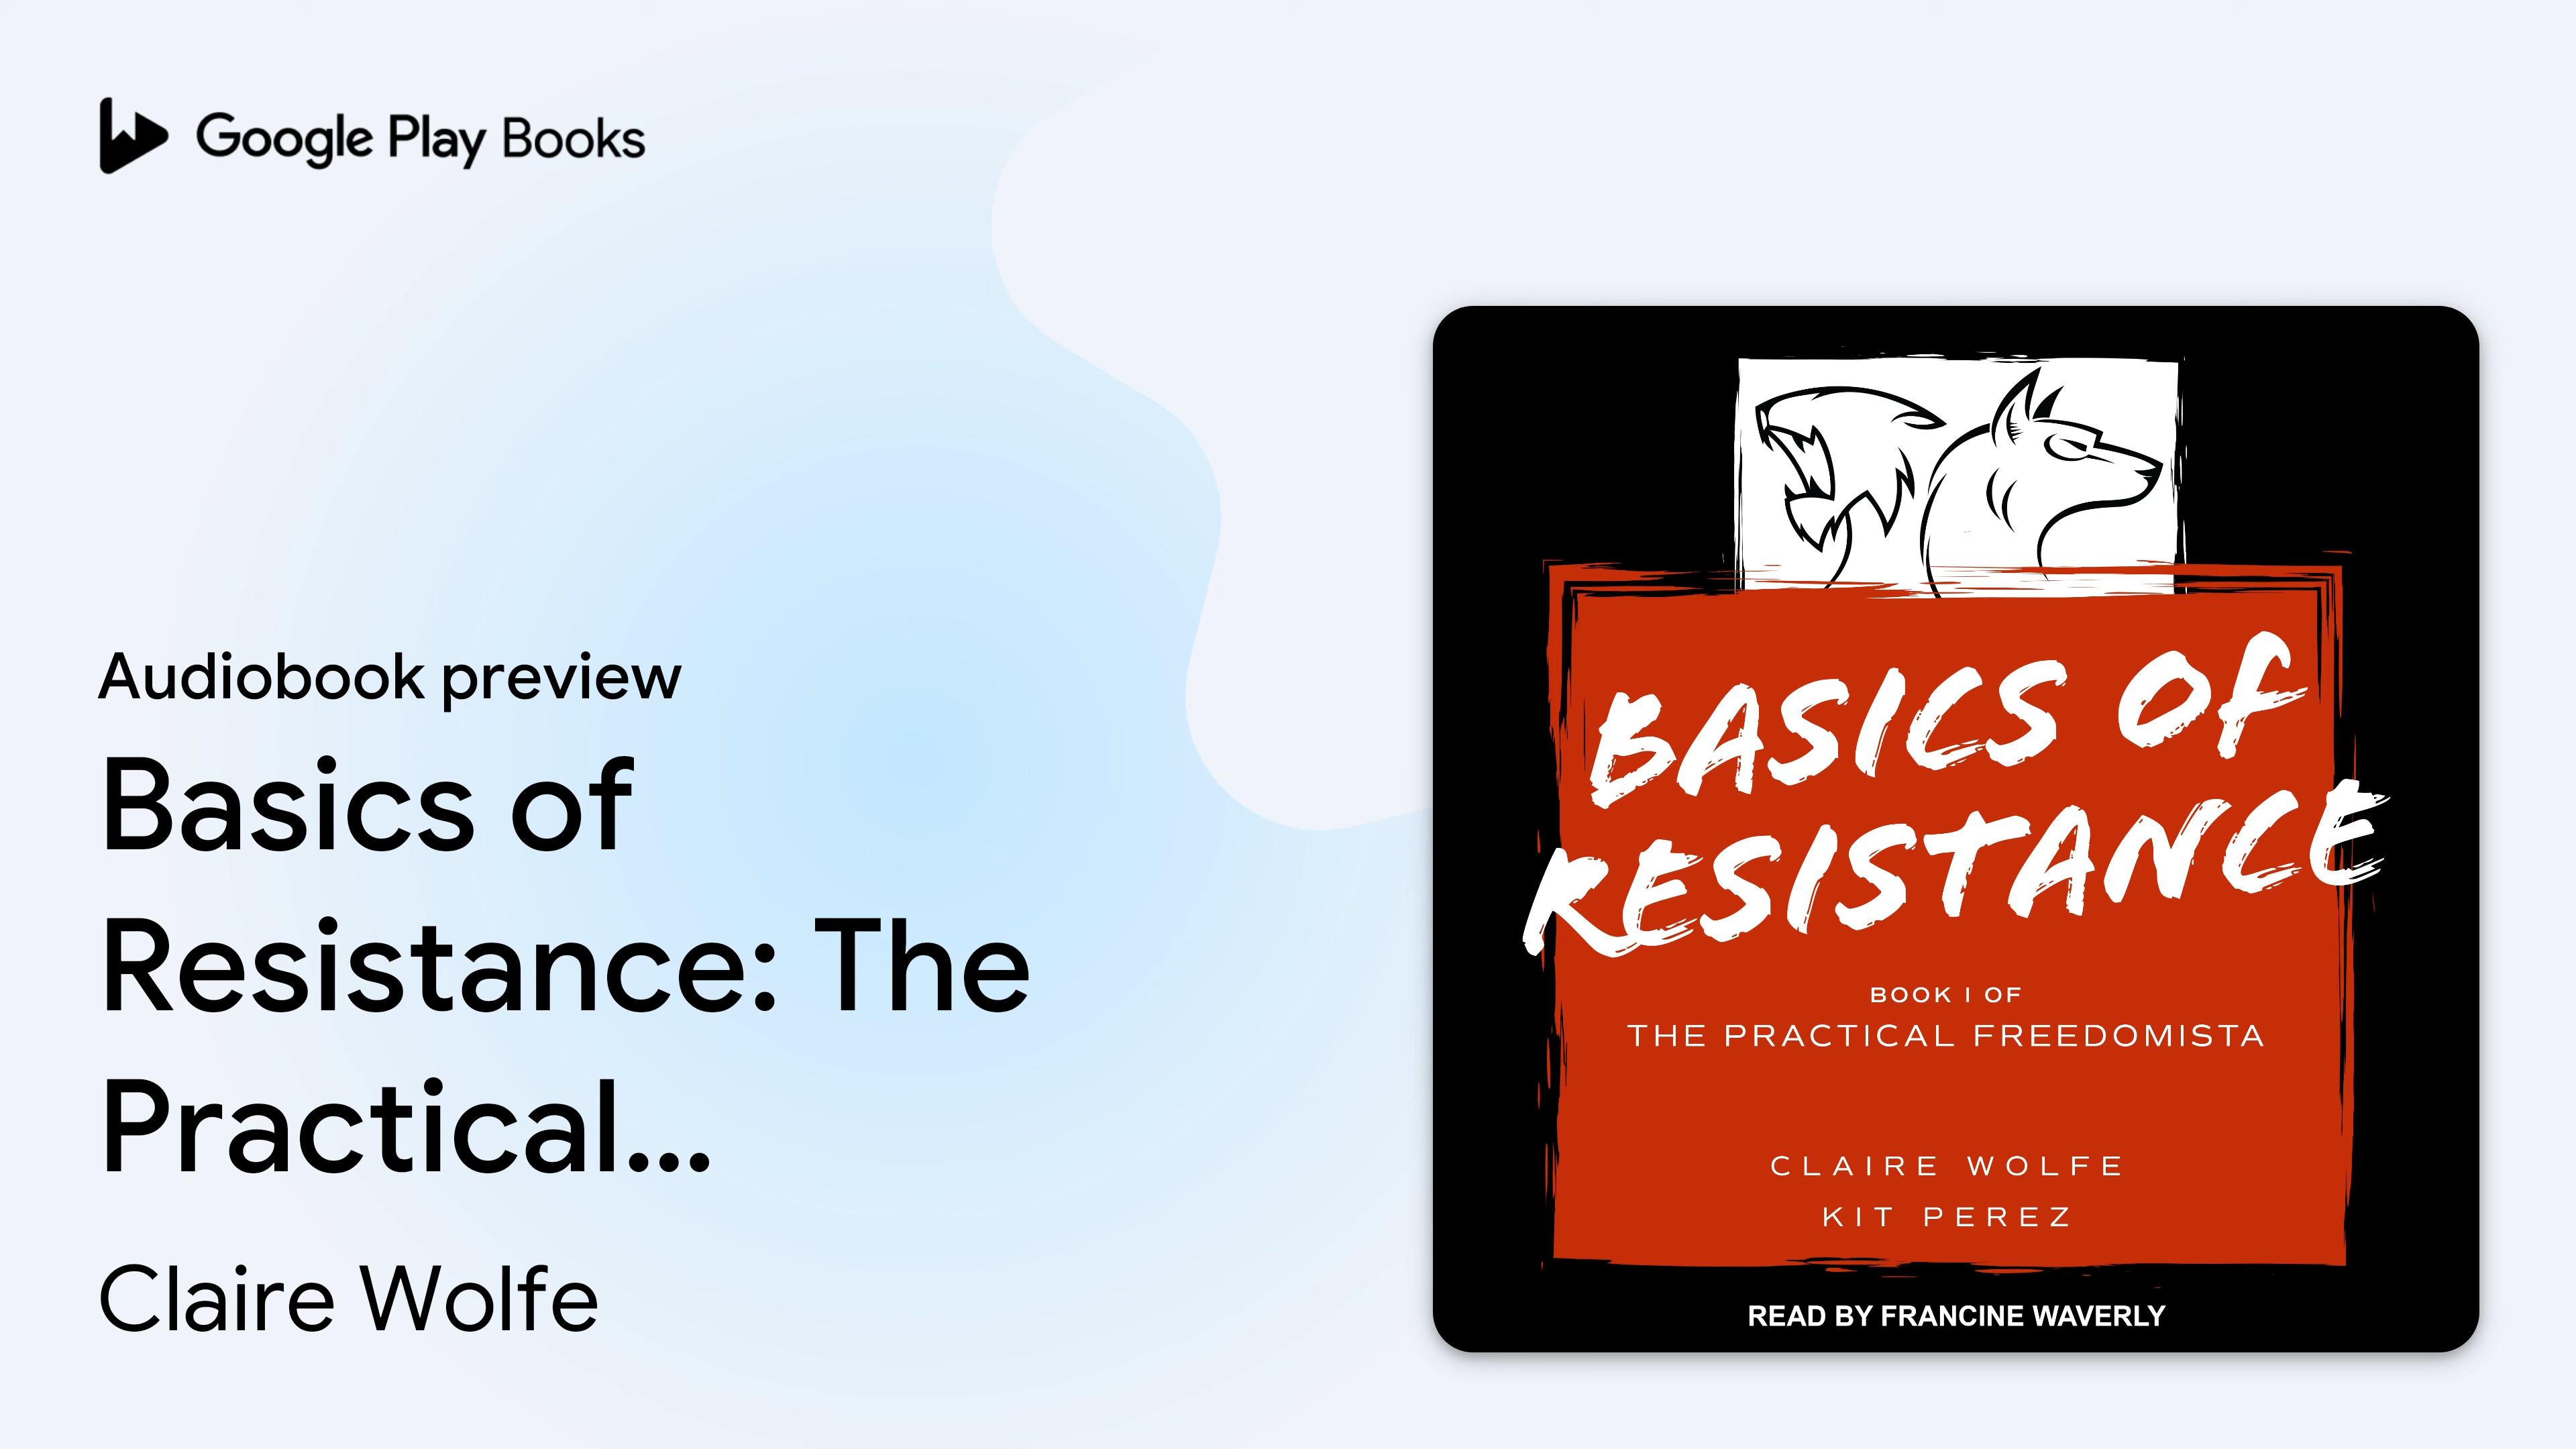 Google Play Books
Audiobook preview
Basics of
Resistance: The
Practical...
Claire Wolfe
BASICS OF
RESISTANCE
BOOK I OF
THE PRACTICAL FREEDOMISTA
CLAIRE WOLFE
KIT PEREZ
READ BY FRANCINE WAVERLY